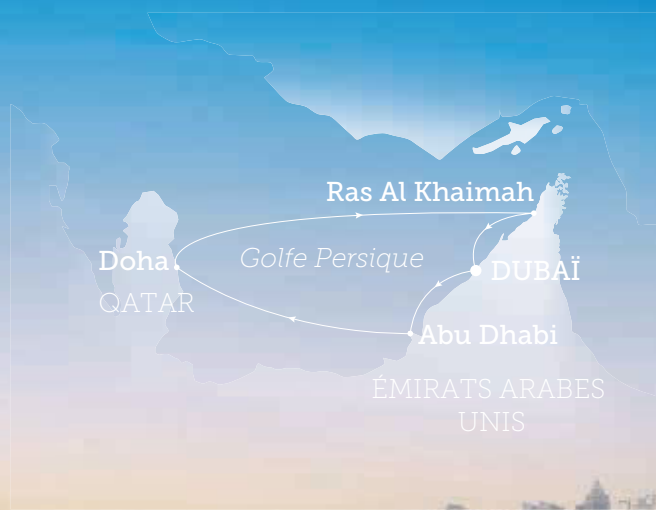 Ras Al Khaimah
Doha
Golfe Persique
DUBAÏ
QATAR
Abu Dhabi
ÉMIRATS ARABES
UNIS